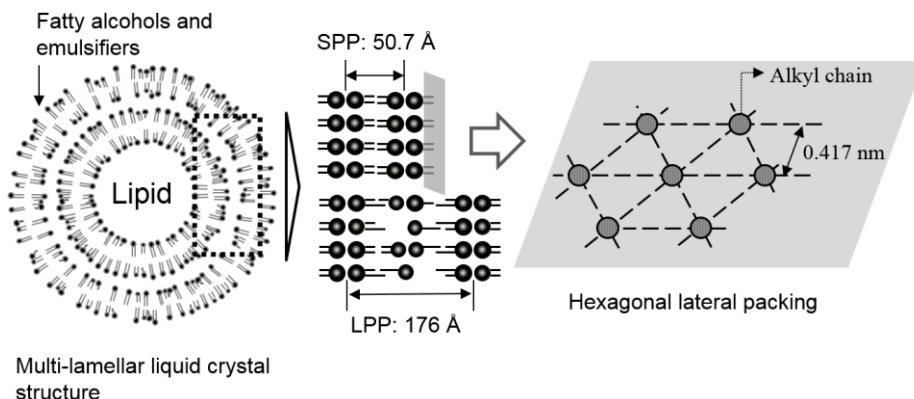 Fatty alcohols and
emulsifiers
Lipid
Multi-lamellar liquid crystal
structure
SPP: 50.7 Å
LPP: 176 Å
Alkyl chain
0.417 nm
Hexagonal lateral packing